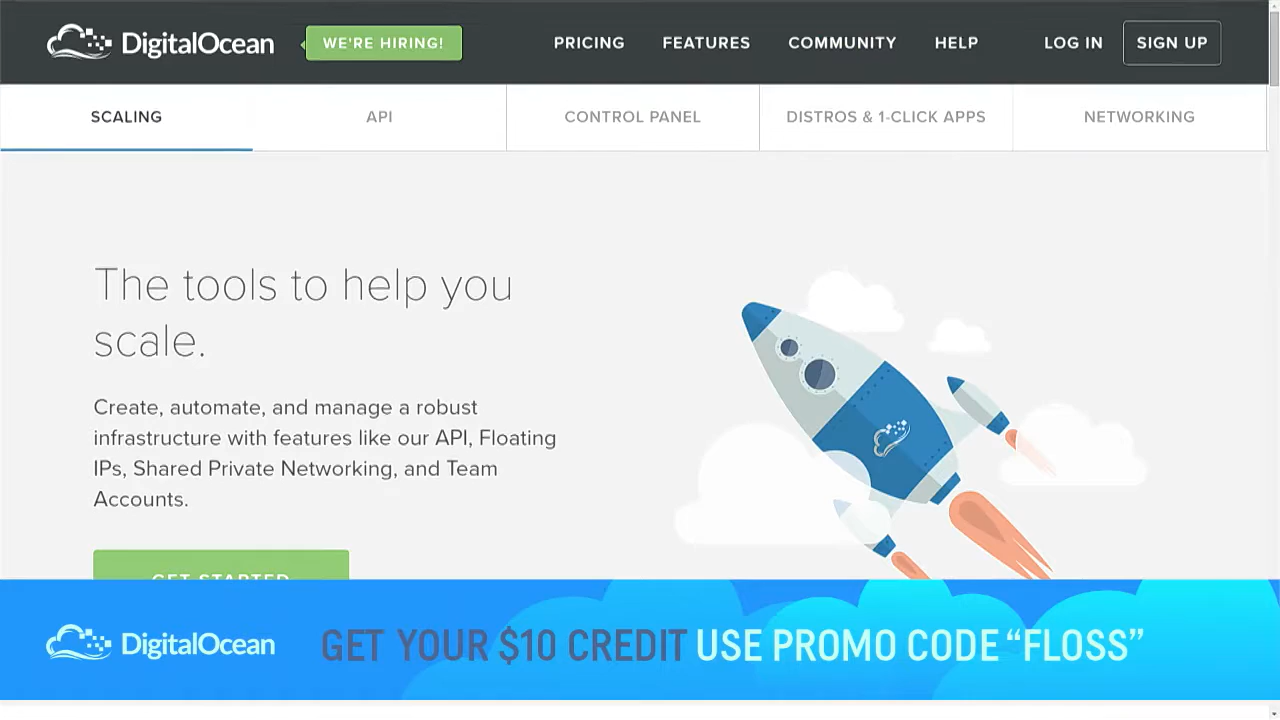 DigitalOcean
WE'RE HIRING!
PRICING
FEATURES
COMMUNITY
HELP
LOG IN
SIGN UP
SCALING
API
CONTROL PANEL
DISTROS & 1-CLICK APPS
NETWORKING
The tools to help you
scale.
Create, automate, and manage a robust
infrastructure with features like our API, Floating
IPs, Shared Private Networking, and Team
Accounts.
GET STARTED
DigitalOcean
GET YOUR $10 CREDIT USE PROMO CODE “FLOSS”